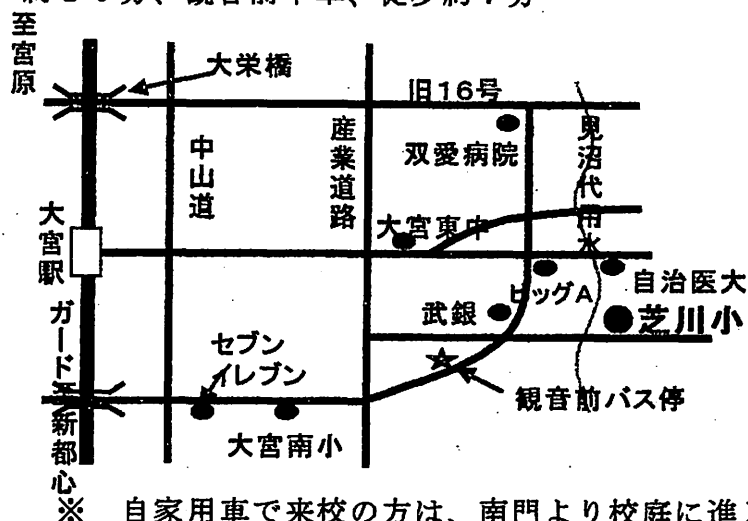 至宮原
大栄橋
旧16号
中山道
産業道路
双愛病院
見沼代用水
大宮駅
大宮東中
自治医大
ビッグA
武銀
芝川小
ガード
セブン
イレブン
観音前バス停
大宮南小
至新都心
※ 自家用車で来校の方は、南門より校庭に進